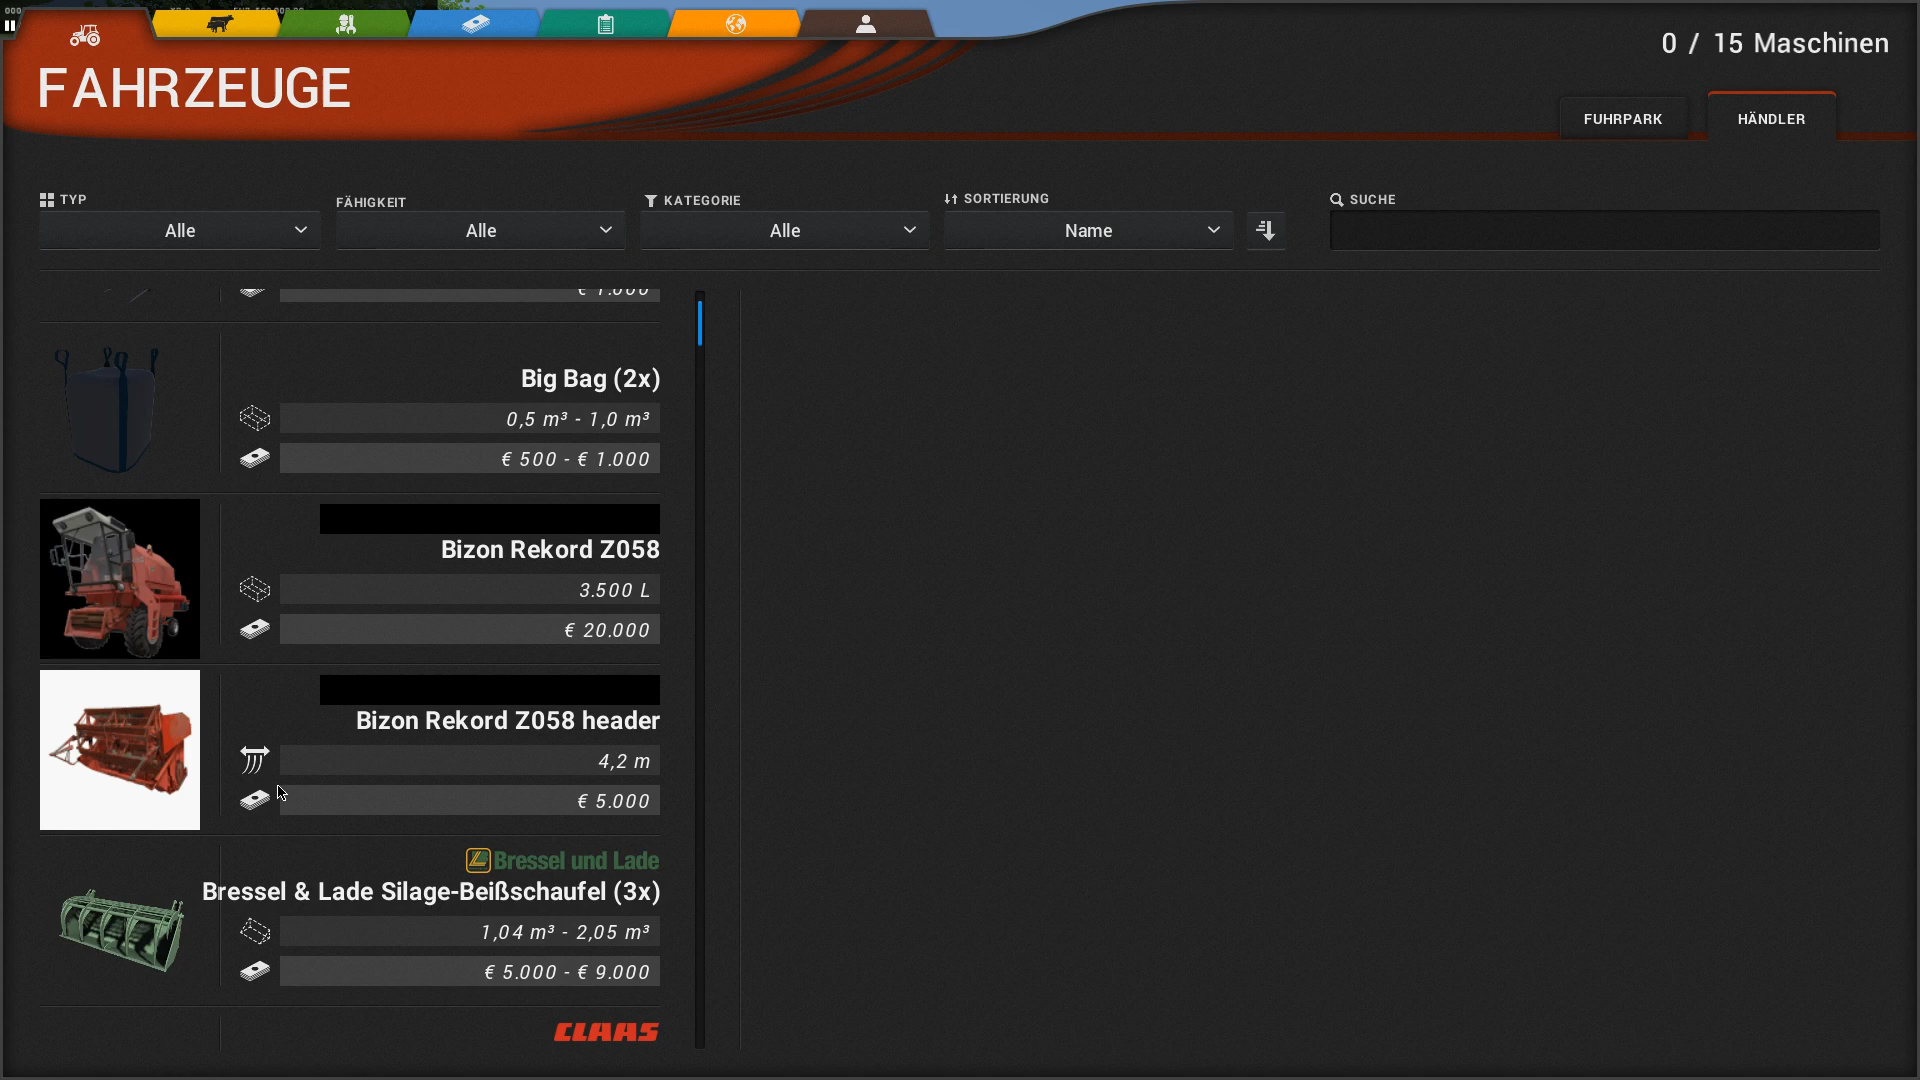 0 / 15 Maschinen
FAHRZEUGE
FUHRPARK
HÄNDLER
TYP
FÄHIGKEIT
KATEGORIE
SORTIERUNG
SUCHE
Alle
Alle
Alle
Name
€ 1.000
Big Bag (2x)
0,5 m³ - 1,0 m³
€ 500 - € 1.000
Bizon Rekord Z058
3.500 L
€ 20.000
Bizon Rekord Z058 header
4,2 m
€ 5.000
Bressel und Lade
Bressel & Lade Silage-Beißschaufel (3x)
1,04 m³ - 2,05 m³
€ 5.000 - € 9.000
CLAAS